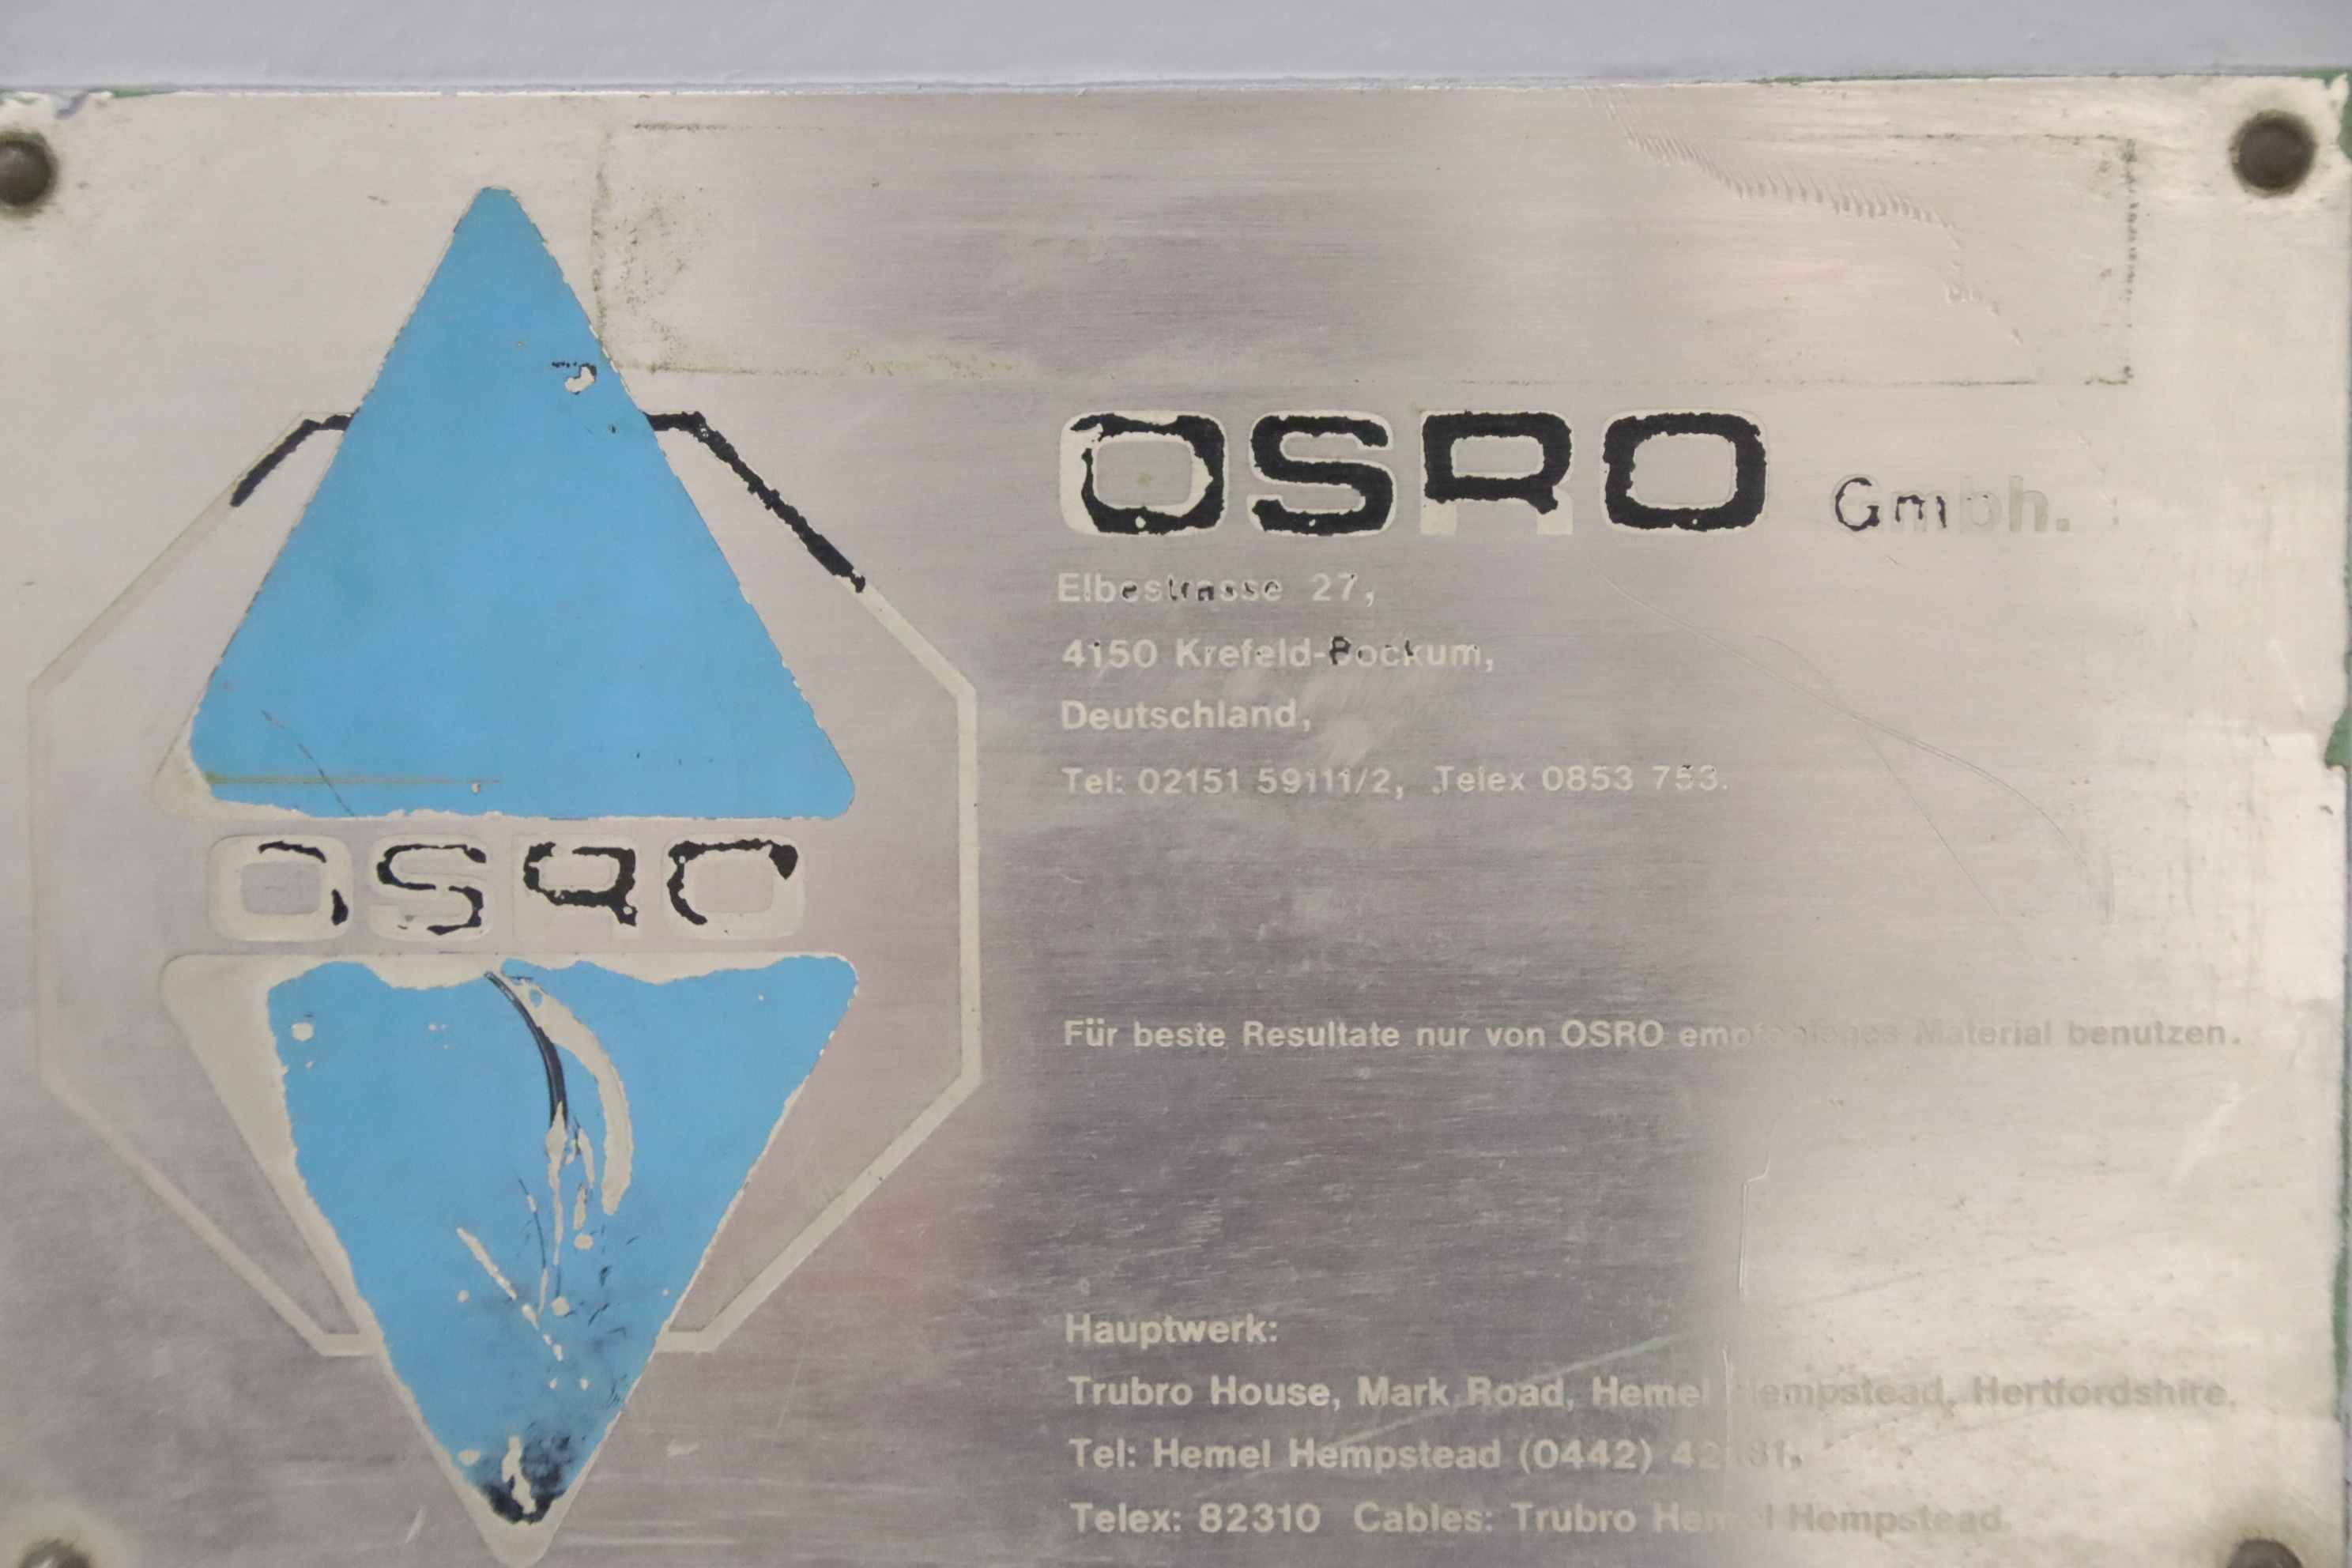 OSRO Gmbh.
Elbestrasse 27,
4150 Krefeld-Bockum,
Deutschland,
Tel: 02151 59111/2, Telex 0853 753.
OSRO
Für beste Resultate nur von OSRO Material benutzen.
Hauptwerk:
Trubro House, Mark Road, Hemel Hempstead, Hertfordshire.
Tel: Hemel Hempstead (0442)
Telex: 82310 Cables: Trubro Hemel Hempstead.